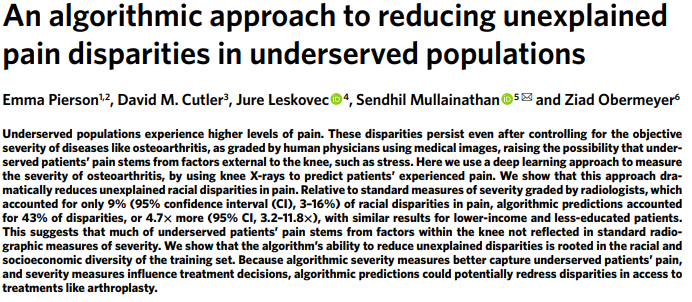 An algorithmic approach to reducing unexplained
pain disparities in underserved populations
Emma Pierson1,2, David M. Cutler3, Jure Leskovec iD 4, Sendhil Mullainathan iD 5 ✉ and Ziad Obermeyer6
Underserved populations experience higher levels of pain. These disparities persist even after controlling for the objective
severity of diseases like osteoarthritis, as graded by human physicians using medical images, raising the possibility that under-
served patients' pain stems from factors external to the knee, such as stress. Here we use a deep learning approach to measure
the severity of osteoarthritis, by using knee X-rays to predict patients' experienced pain. We show that this approach dra-
matically reduces unexplained racial disparities in pain. Relative to standard measures of severity graded by radiologists, which
accounted for only 9% (95% confidence interval (CI), 3–16%) of racial disparities in pain, algorithmic predictions accounted
for 43% of disparities, or 4.7× more (95% CI, 3.2–11.8×), with similar results for lower-income and less-educated patients.
This suggests that much of underserved patients' pain stems from factors within the knee not reflected in standard radio-
graphic measures of severity. We show that the algorithm's ability to reduce unexplained disparities is rooted in the racial and
socioeconomic diversity of the training set. Because algorithmic severity measures better capture underserved patients' pain,
and severity measures influence treatment decisions, algorithmic predictions could potentially redress disparities in access to
treatments like arthroplasty.